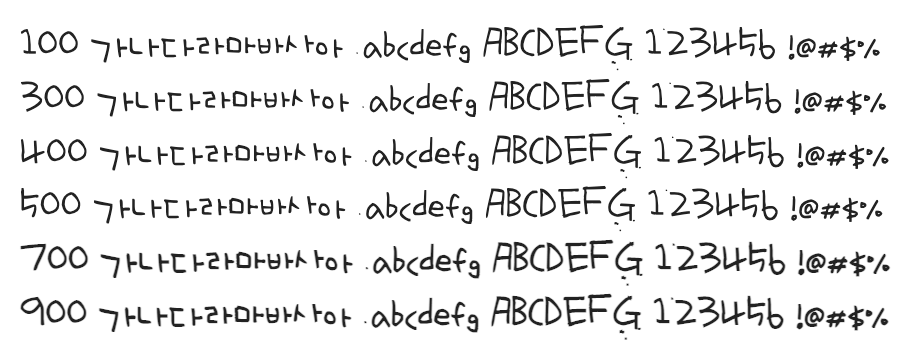 100 가나다라마바사아 abcdefg ABCDEFG 123456 !@#$%
300 가나다라마바사아 abcdefg ABCDEFG 123456 !@#$%
400 가나다라마바사아 abcdefg ABCDEFG 123456 !@#$%
500 가나다라마바사아 abcdefg ABCDEFG 123456 !@#$%
700 가나다라마바사아 abcdefg ABCDEFG 123456 !@#$%
900 가나다라마바사아 abcdefg ABCDEFG 123456 !@#$%